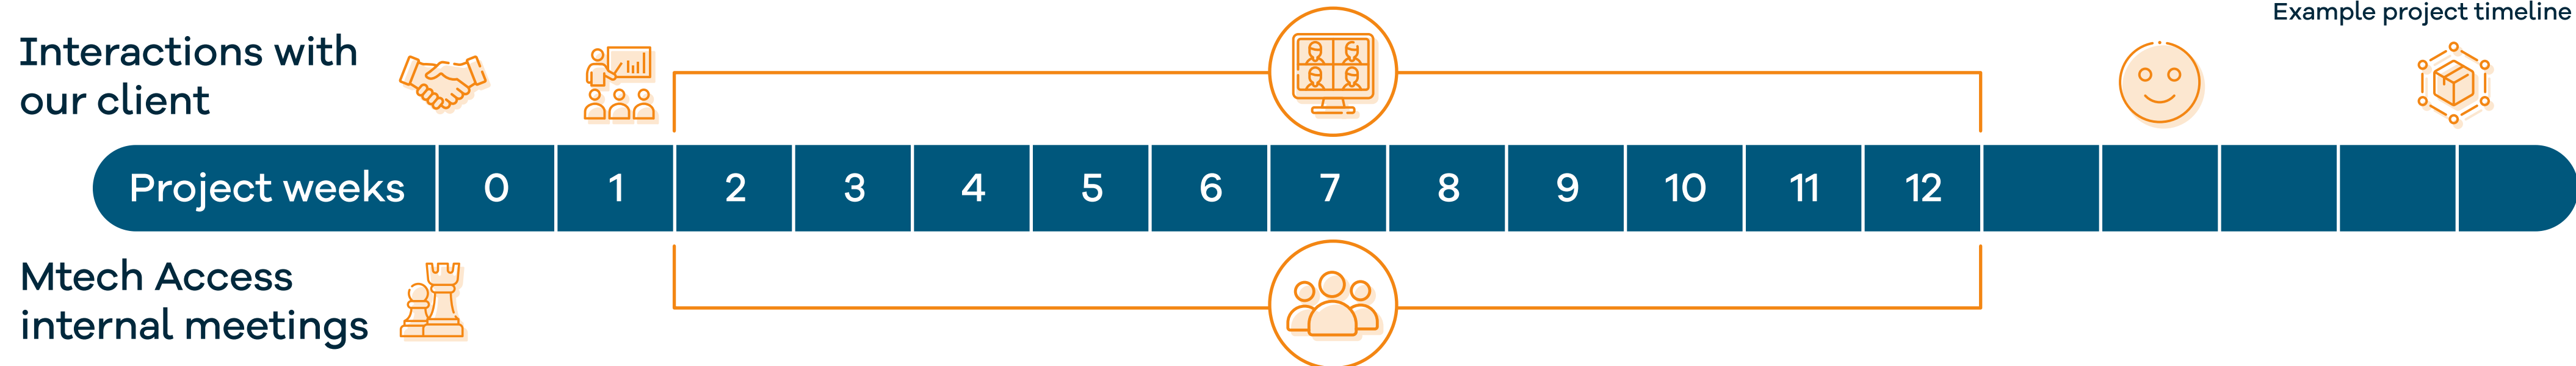 Example project timeline
Interactions with
our client
Project weeks 0 1 2 3 4 5 6 7 8 9 10 11 12
Mtech Access
internal meetings